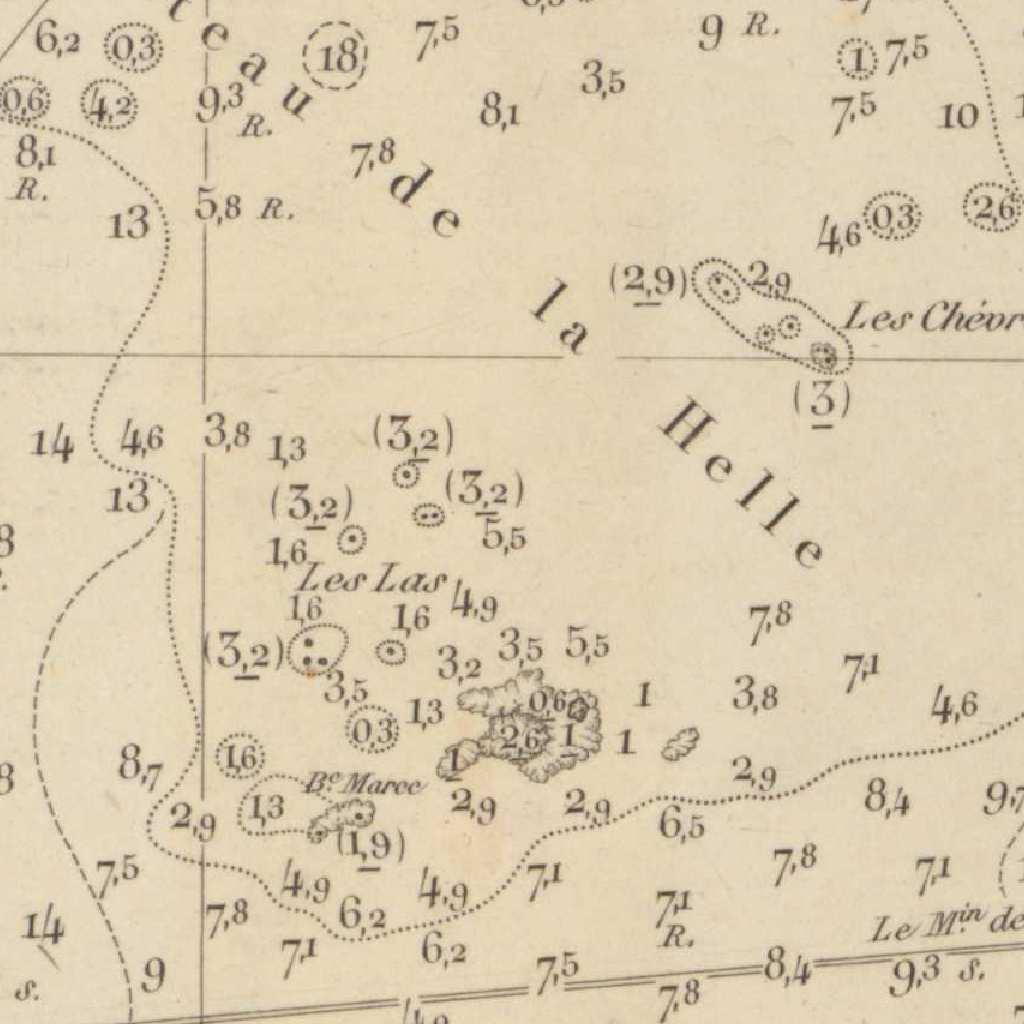 6,2 0,3 18 7,5 9 R. 1 7,5
0,6 4,2 9,3 R. 8,1 3,5 7,5 10
8,1 R. 7,8
13 5,8 R. 4,6 0,3 2,6
de la Helle
(2,9) 2,9
(3)
14 4,6 3,8 1,3 (3,2)
13 (3,2) (3,2)
1,6 5,5
Les Las
1,6 1,6 4,9 7,8
(3,2) 3,2 3,5 5,5 7,1
3,5 1,3 0,6 1 3,8 4,6
0,3 2,6 1 1
8,7 1,6 1 2,9
Bc. Maree
2,9 1,3 2,9 2,9 6,5 8,4 9,7
(1,9)
7,5 4,9 4,9 7,1 7,8 7,1
14 7,8 6,2 7,1 R.
Le Min. de
7,1 6,2
s. 9 7,5 8,4 9,3 s.
4,9 7,8